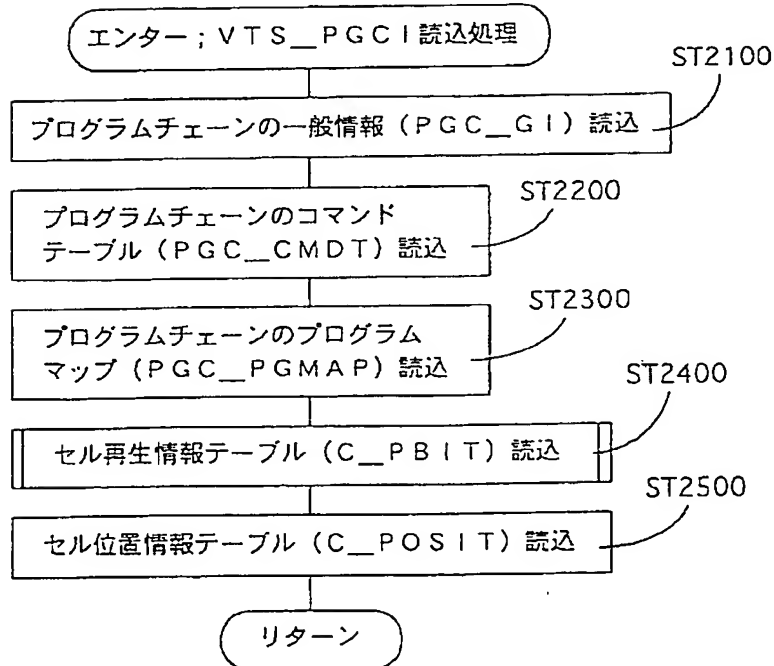 エンター；ＶＴＳ＿ＰＧＣＩ読込処理
ST2100
プログラムチェーンの一般情報（ＰＧＣ＿ＧＩ）読込
ST2200
プログラムチェーンのコマンド
テーブル（ＰＧＣ＿ＣＭＤＴ）読込
ST2300
プログラムチェーンのプログラム
マップ（ＰＧＣ＿ＰＧＭＡＰ）読込
ST2400
セル再生情報テーブル（Ｃ＿ＰＢＩＴ）読込
ST2500
セル位置情報テーブル（Ｃ＿ＰＯＳＩＴ）読込
リターン